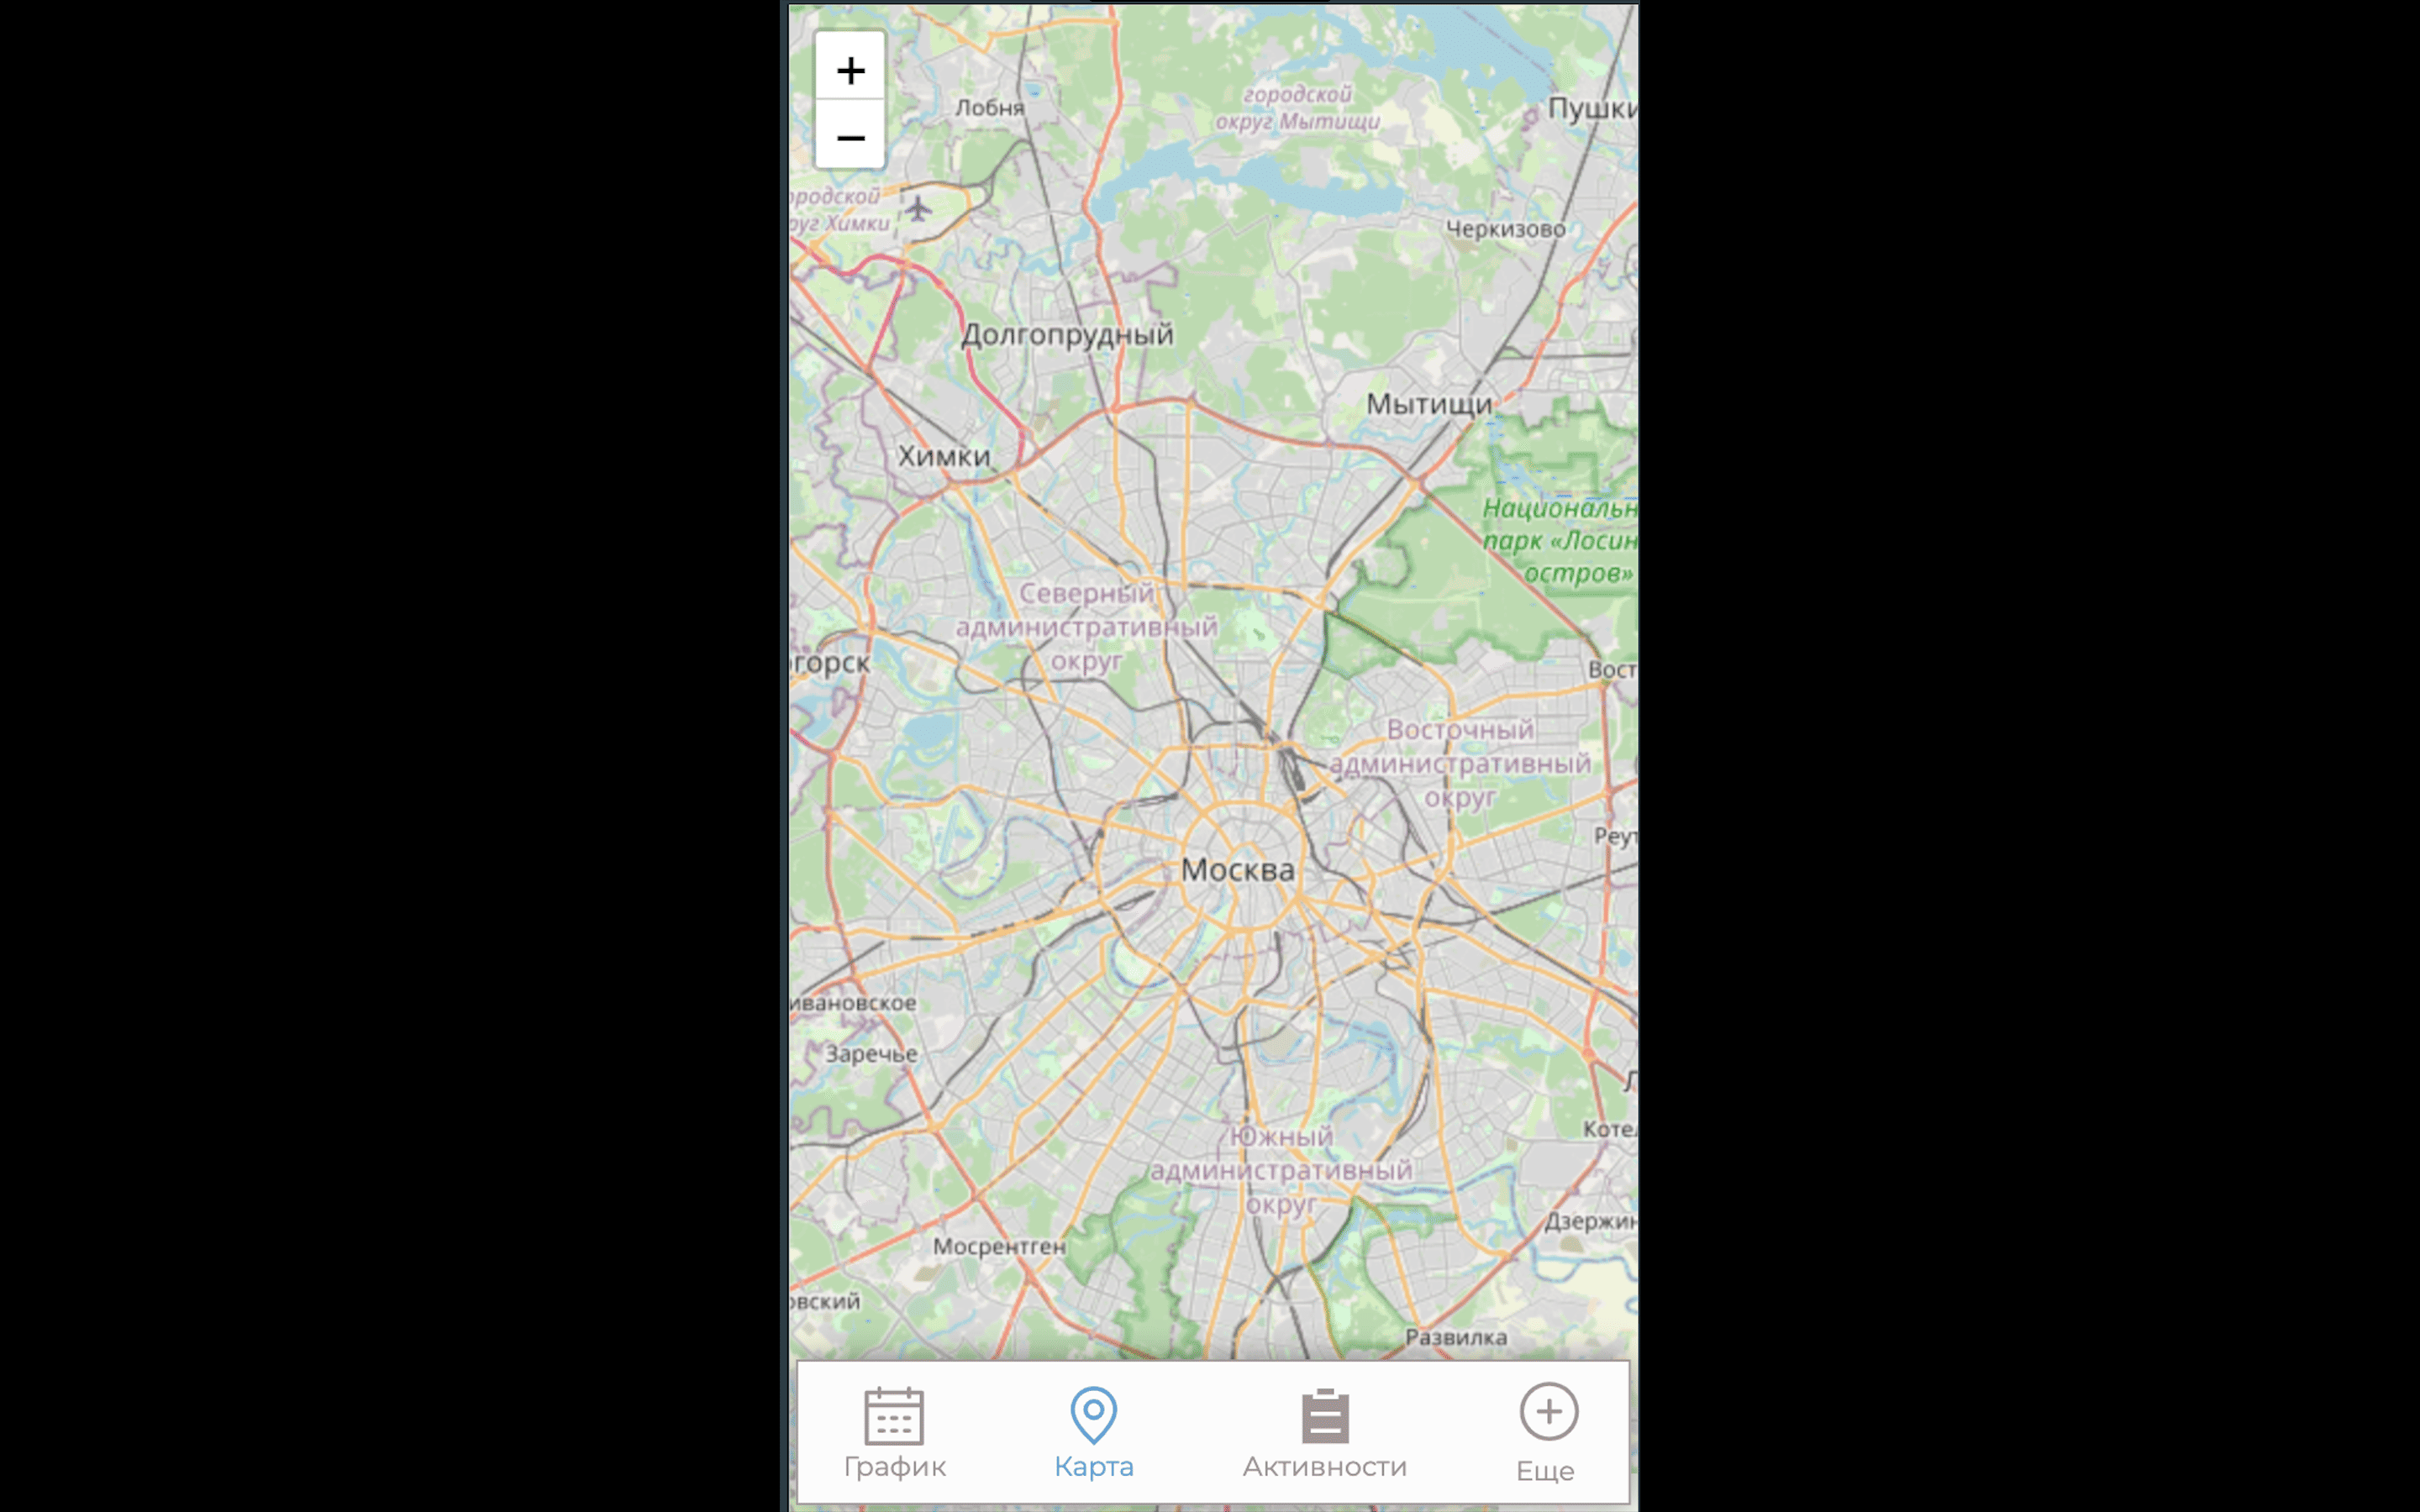 +
−
Лобня
городской
округ Мытищи
Пушки
ородской
руг Химки
Черкизово
Долгопрудный
Мытищи
Химки
Националь­н
парк «Лосин
остров»
Северный
административный
округ
огорск
Вост
Восточный
административный
округ
Реут
Москва
ивановское
Заречье
Л
Южный
административный
округ
Котел
Дзержин
Мосрентген
овский
Развилка
График
Карта
Активности
Еще